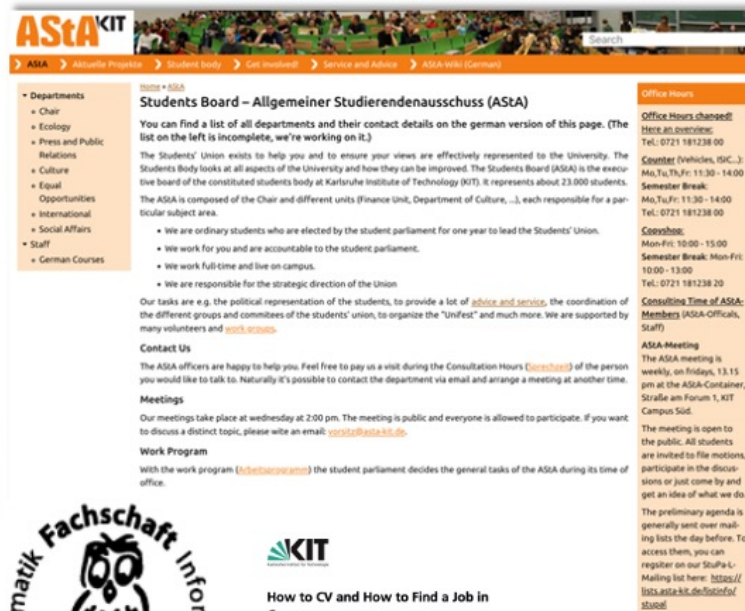 AStA KIT
Search
AStA
Aktuelle Projekte
Student body
Get involved!
Service and Advice
AStA-Wiki (German)
Departments
Chair
Ecology
Press and Public
Relations
Culture
Equal
Opportunities
International
Social Affairs
Staff
German Courses
Home » AStA
Students Board – Allgemeiner Studierendenausschuss (AStA)
You can find a list of all departments and their contact details on the german version of this page. (The
list on the left is incomplete, we're working on it.)
The Students' Union exists to help you and to ensure your views are effectively represented to the University. The
Students Body looks at all aspects of the University and how they can be improved. The Students Board (AStA) is the execu-
tive board of the constituted students body at Karlsruhe Institute of Technology (KIT). It represents about 23.000 students.
The AStA is composed of the Chair and different units (Finance Unit, Department of Culture, ...), each responsible for a par-
ticular subject area.
We are ordinary students who are elected by the student parliament for one year to lead the Students' Union.
We work for you and are accountable to the student parliament.
We work full-time and live on campus.
We are responsible for the strategic direction of the Union
Our tasks are e.g. the political representation of the students, to provide a lot of advice and service, the coordination of
the different groups and commitees of the students' union, to organize the "Unifest" and much more. We are supported by
many volunteers and work groups.
Contact Us
The AStA officers are happy to help you. Feel free to pay us a visit during the Consultation Hours (Sprechzeit) of the person
you would like to talk to. Naturally it's possible to contact the department via email and arrange a meeting at another time.
Meetings
Our meetings take place at wednesday at 2:00 pm. The meeting is public and everyone is allowed to participate. If you want
to discuss a distinct topic, please wite an email: vorsitz@asta-kit.de.
Work Program
With the work program (Arbeitsprogramm) the student parliament decides the general tasks of the AStA during its time of
office.
Office Hours
Office Hours changed!
Here an overview:
Tel.: 0721 181238 00
Counter (Vehicles, ISIC...):
Mo,Tu,Th,Fr: 11:30 - 14:00
Semester Break:
Mo,Tu,Fr: 11:30 - 14:00
Tel.: 0721 181238 00
Copyshop:
Mon-Fri: 10:00 - 15:00
Semester Break: Mon-Fri:
10:00 - 13:00
Tel.: 0721 181238 20
Consulting Time of AStA-
Members (AStA-Officals,
Staff)
AStA-Meeting
The AStA meeting is
weekly, on fridays, 13.15
pm at the AStA-Container,
Straße am Forum 1, KIT
Campus Süd.
The meeting is open to
the public. All students
are invited to file motions,
participate in the discus-
sions or just come by and
get an idea of what we do.
The preliminary agenda is
generally sent over mail-
ing lists the day before. To
access them, you can
regsiter on our StuPa-L-
Mailing list here: https://
lists.asta-kit.de/listinfo/
stupal
Fachschaft
KIT
How to CV and How to Find a Job in